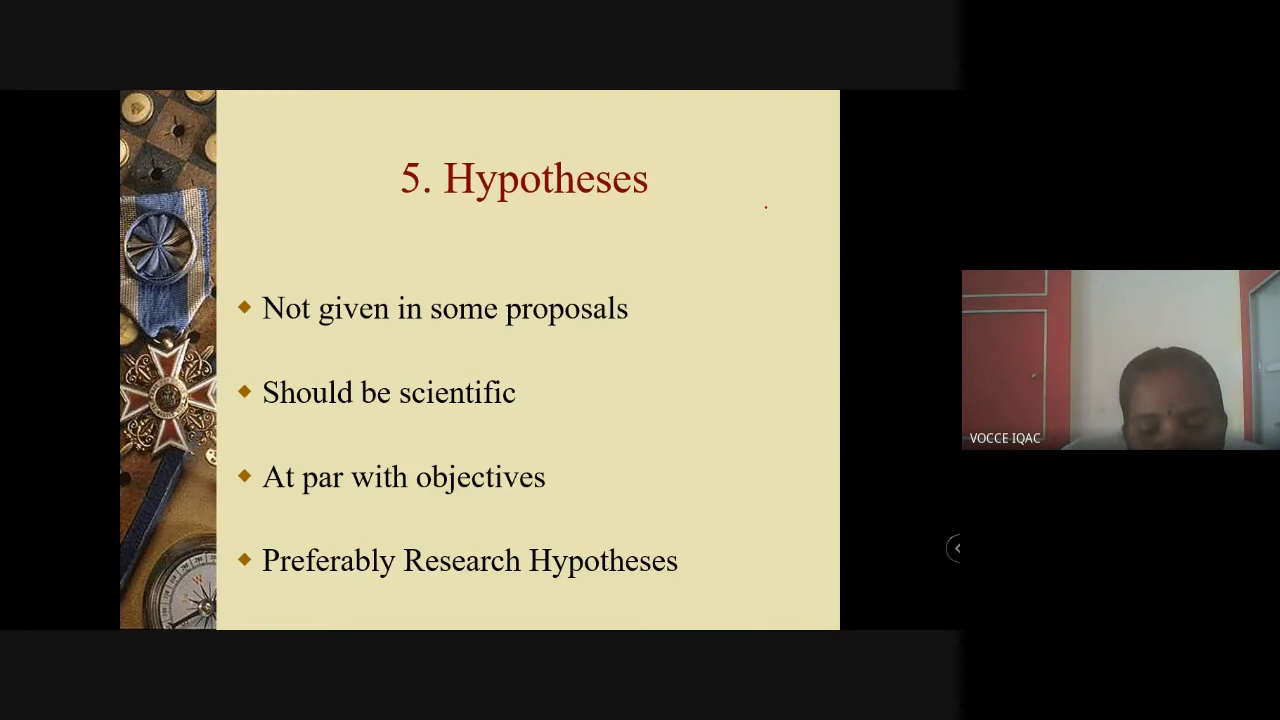 5. Hypotheses
Not given in some proposals
Should be scientific
At par with objectives
Preferably Research Hypotheses
VOCCE IQAC